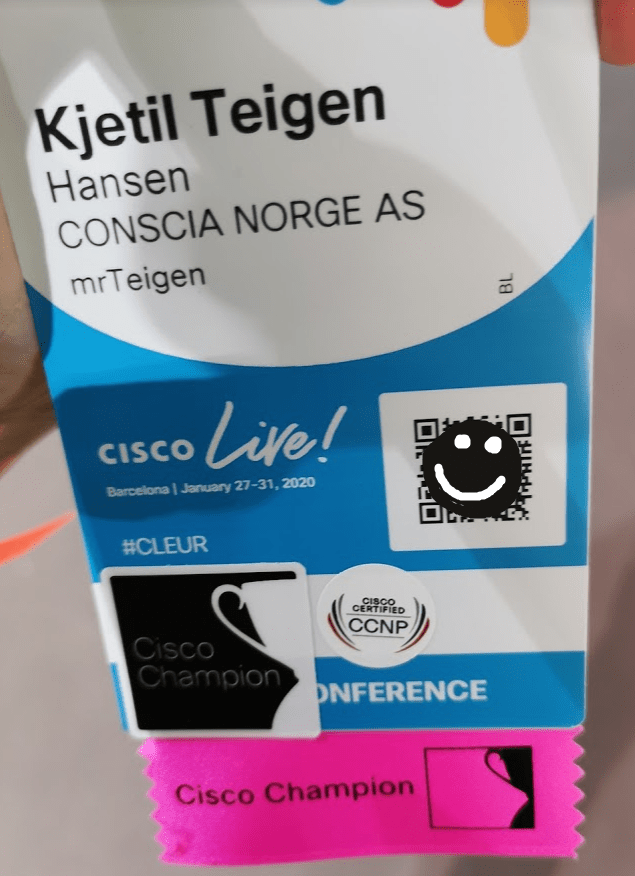 Kjetil Teigen
Hansen
CONSCIA NORGE AS
mrTeigen
BL
CISCO Live!
Barcelona | January 27-31, 2020
#CLEUR
Cisco
Champion
CISCO
CERTIFIED
CCNP
ONFERENCE
Cisco Champion